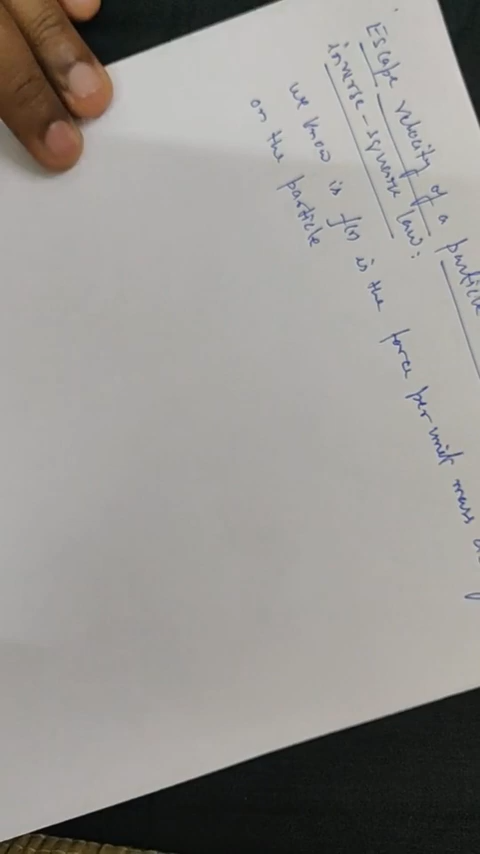 Escape velocity of a particle
inverse-square law:
we know is f(r) is the force per unit mass
on the particle